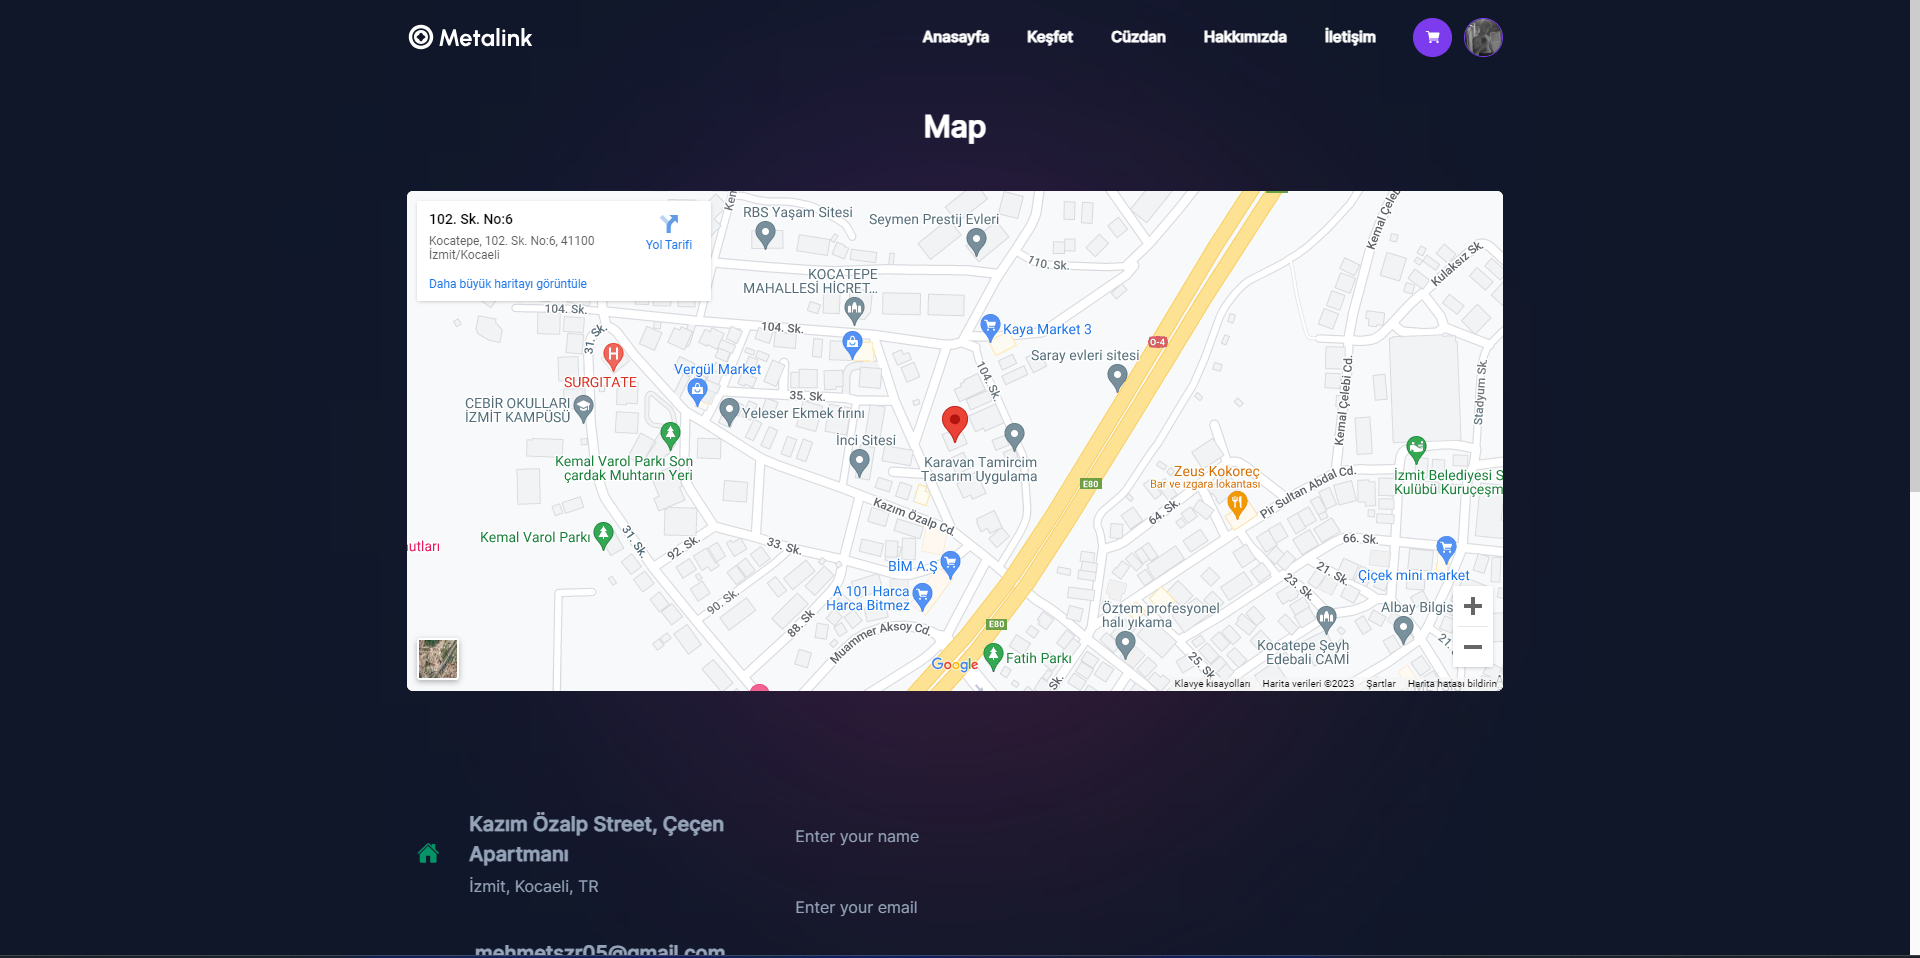 Metalink
Anasayfa
Keşfet
Cüzdan
Hakkımızda
İletişim
Map
102. Sk. No:6
Kocatepe, 102. Sk. No:6, 41100
İzmit/Kocaeli
Yol Tarifi
Daha büyük haritayı görüntüle
RBS Yaşam Sitesi
Seymen Prestij Evleri
110. Sk.
Kemal Çeleb
Kulaksız Sk.
KOCATEPE
MAHALLESİ HİCRET...
104. Sk.
104. Sk.
31. Sk.
Kaya Market 3
O-4
Saray evleri sitesi
SURGITATE
Vergül Market
104. Sk.
35. Sk.
CEBİR OKULLARI
İZMİT KAMPÜSÜ
Yeleser Ekmek fırını
Kemal Çelebi Cd.
Stadyum Sk.
İnci Sitesi
Kemal Varol Parkı Son
çardak Muhtarın Yeri
Karavan Tamircim
Tasarım Uygulama
E80
Zeus Kokoreç
Bar ve ızgara lokantası
Pir Sultan Abdal Cd.
İzmit Belediyesi S
Kulübü Kuruçeşm
64. Sk.
Kazım Özalp Cd.
Kemal Varol Parkı
31. Sk.
92. Sk.
33. Sk.
utları
66. Sk.
BİM A.Ş
A 101 Harca
Harca Bitmez
21. Sk.
23. Sk.
Çiçek mini market
90. Sk.
88. Sk
Muammer Aksoy Cd.
E80
Öztem profesyonel
halı yıkama
Albay Bilgis
Kocatepe Şeyh
Edebali CAMİ
21.
25. Sk.
Sk.
Google
Fatih Parkı
Klavye kısayolları
Harita verileri ©2023
Şartlar
Harita hatası bildirin
Kazım Özalp Street, Çeçen
Apartmanı
İzmit, Kocaeli, TR
Enter your name
Enter your email
mehmetszr05@gmail.com